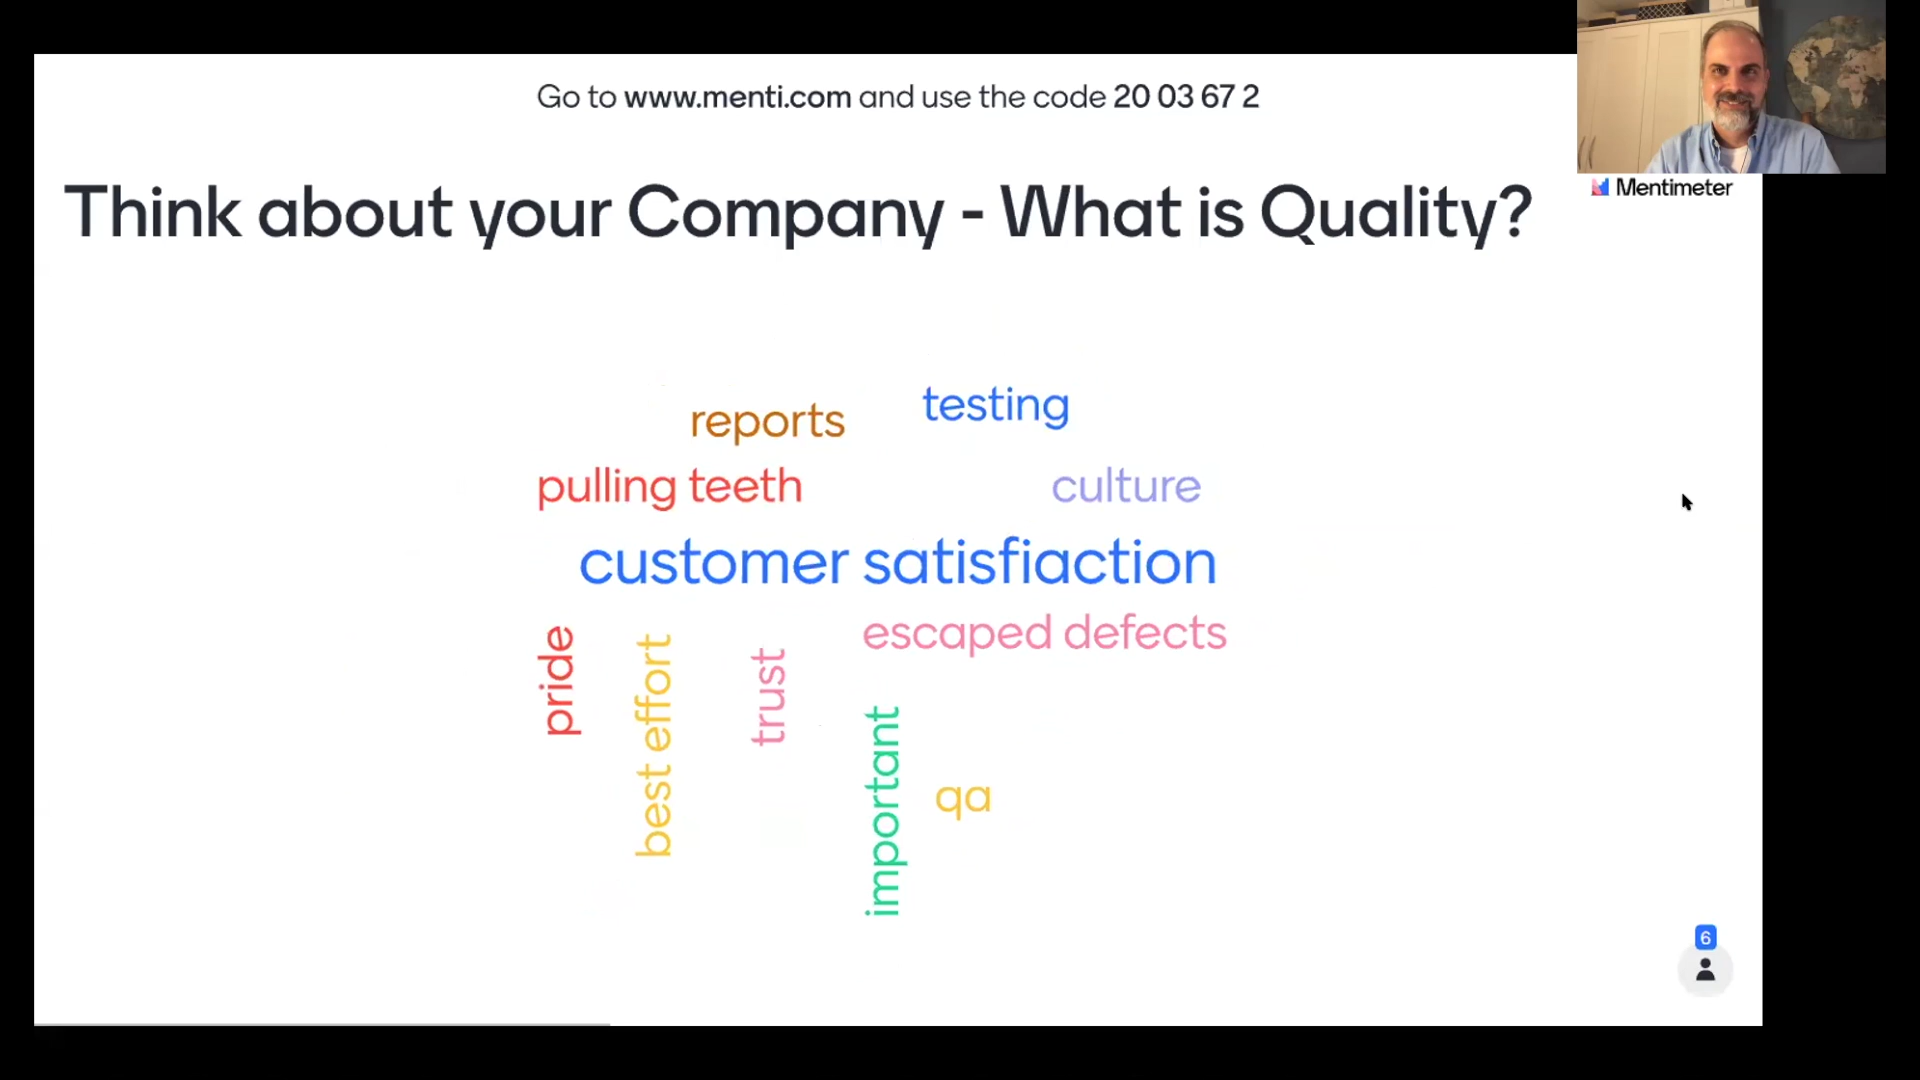 Go to www.menti.com and use the code 20 03 67 2
Mentimeter
Think about your Company - What is Quality?
testing
reports
pulling teeth
culture
customer satisfiaction
escaped defects
pride
best effort
trust
important
qa
6